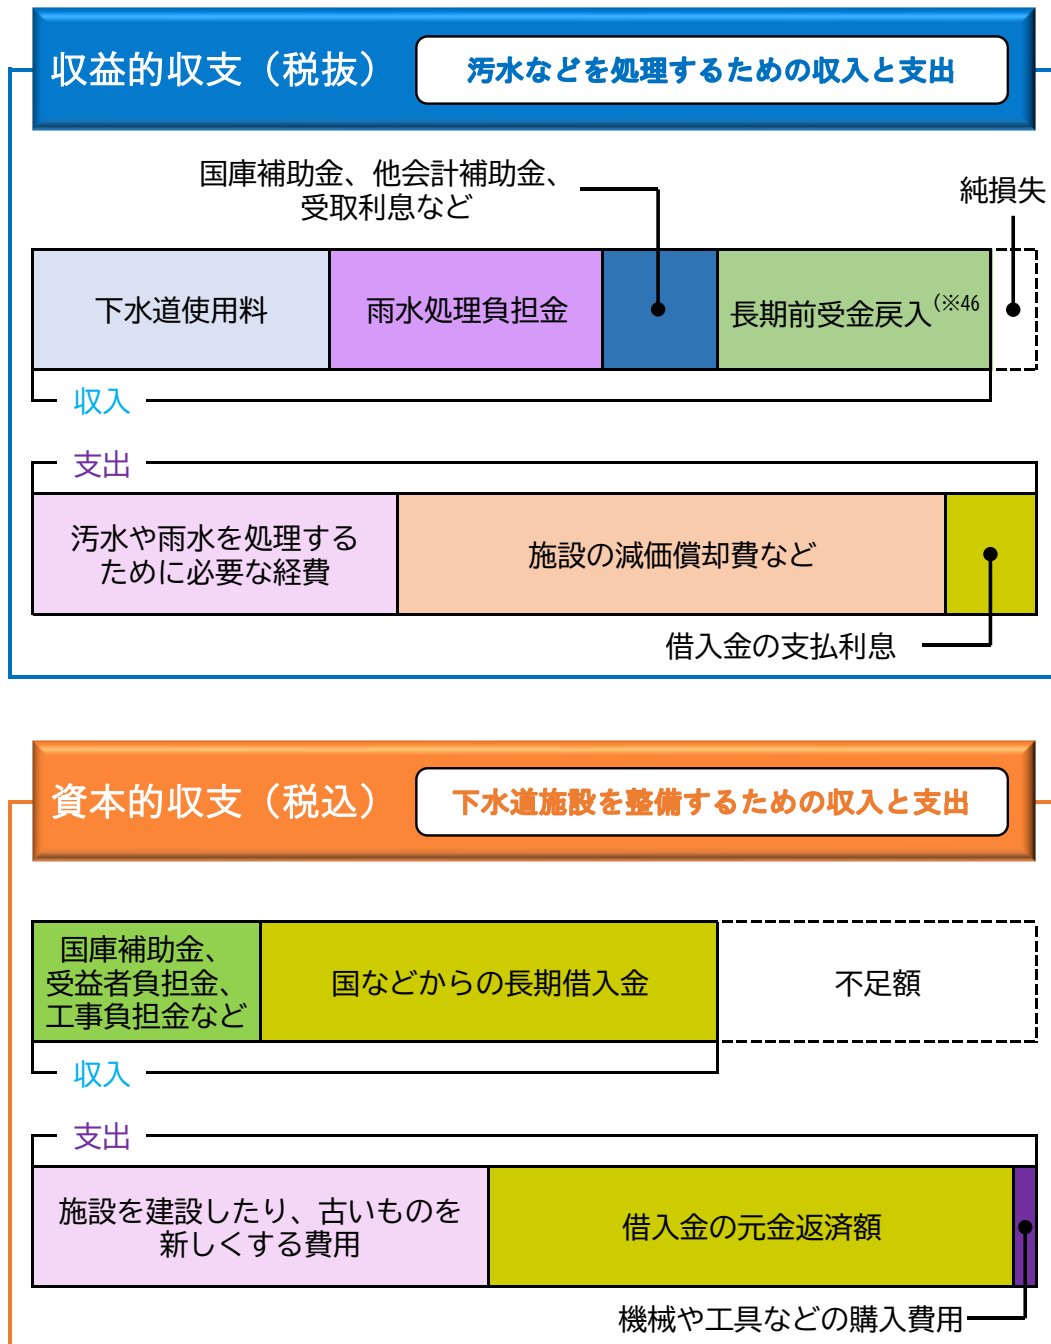 収益的収支（税抜）
汚水などを処理するための収入と支出
国庫補助金、他会計補助金、
受取利息など
純損失
下水道使用料
雨水処理負担金
長期前受金戻入(※46
収入
支出
汚水や雨水を処理する
ために必要な経費
施設の減価償却費など
借入金の支払利息
資本的収支（税込）
下水道施設を整備するための収入と支出
国庫補助金、
受益者負担金、
工事負担金など
国などからの長期借入金
不足額
収入
支出
施設を建設したり、古いものを
新しくする費用
借入金の元金返済額
機械や工具などの購入費用